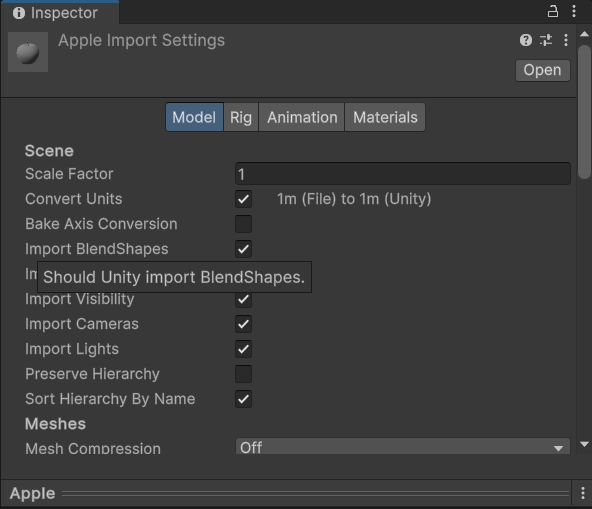 Inspector
Apple Import Settings
Open
Model Rig Animation Materials
Scene
Scale Factor 1
Convert Units 1m (File) to 1m (Unity)
Bake Axis Conversion
Import BlendShapes
Should Unity import BlendShapes.
Import Visibility
Import Cameras
Import Lights
Preserve Hierarchy
Sort Hierarchy By Name
Meshes
Mesh Compression Off
Apple